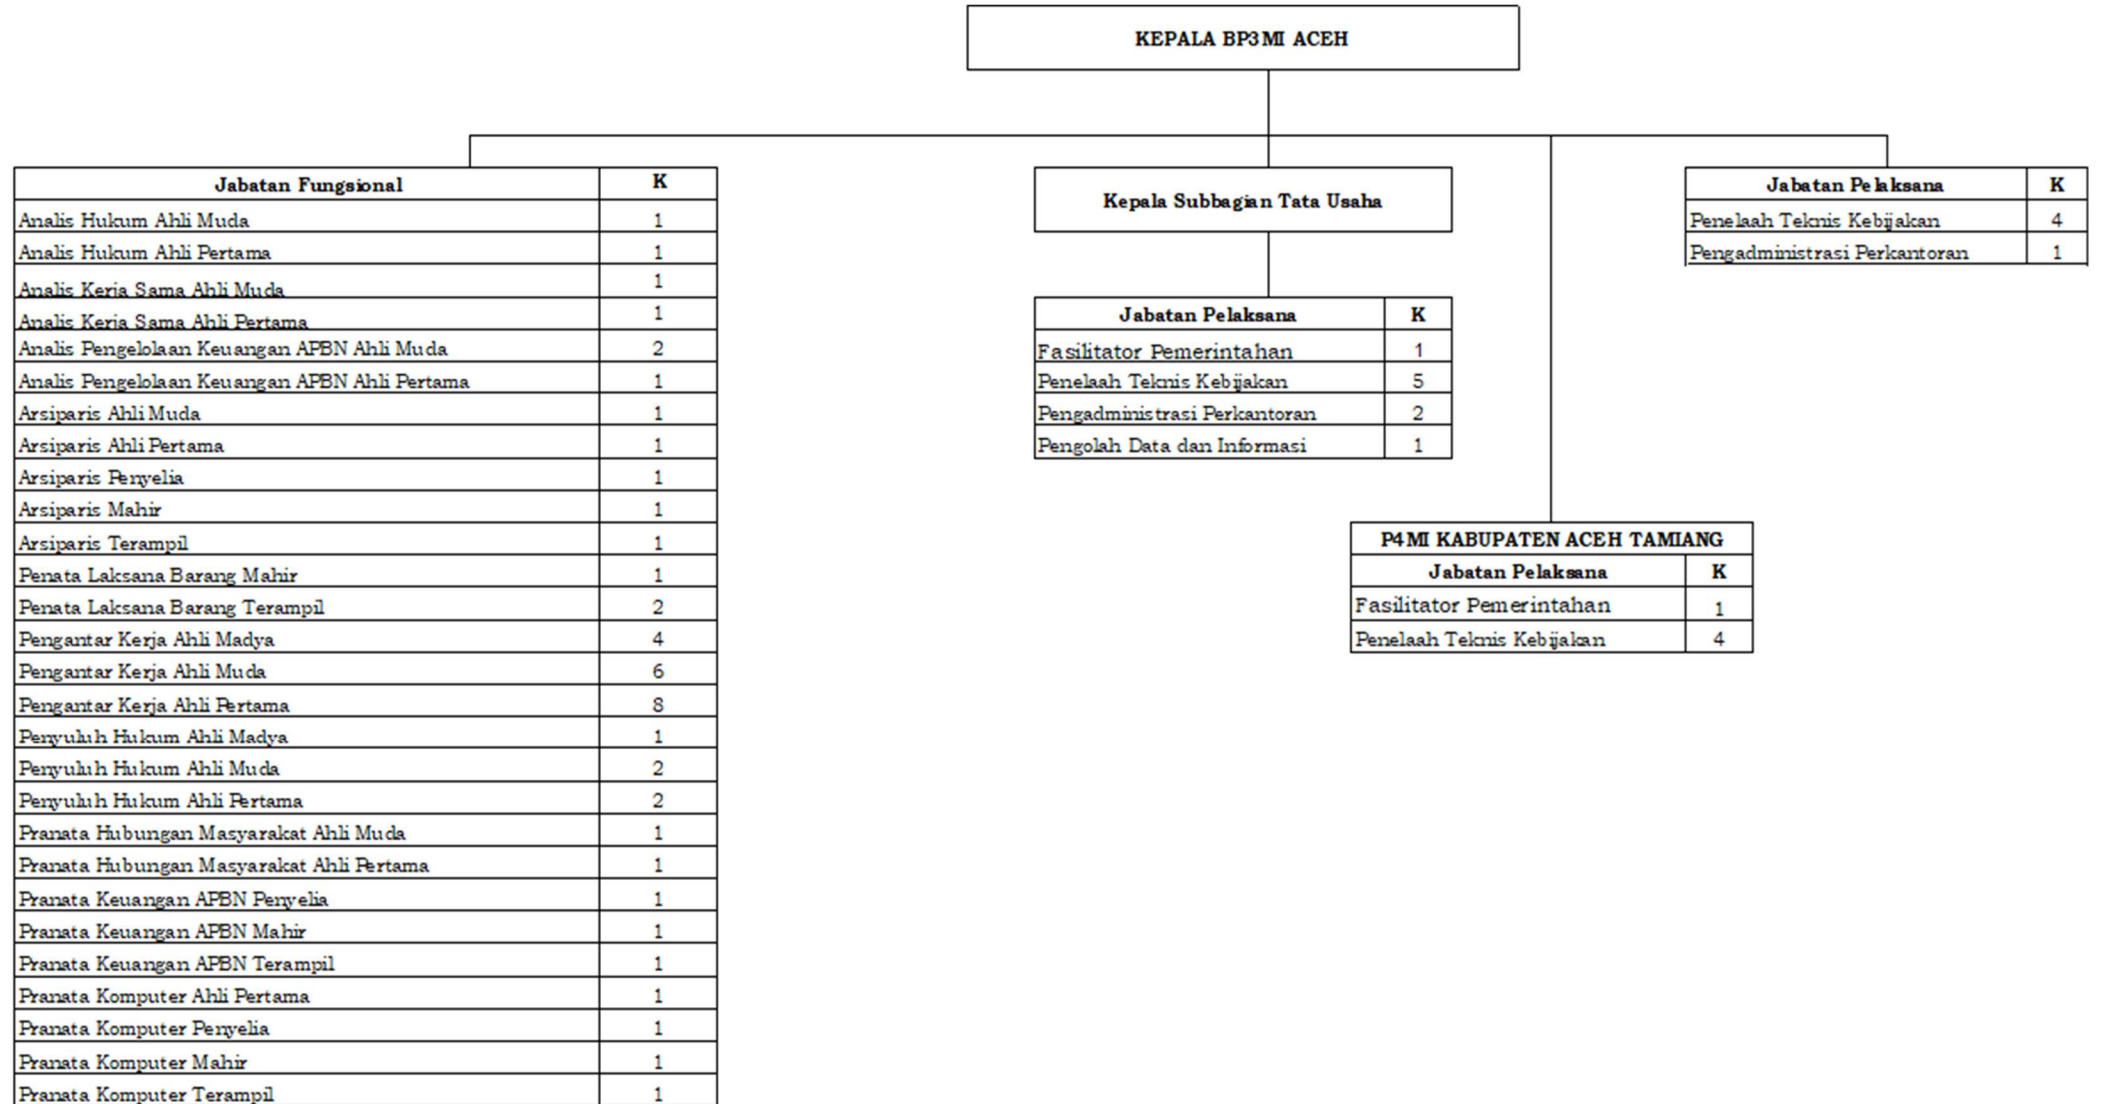 KEPALA BP3MI ACEH
Jabatan Fungsional K
Analis Hukum Ahli Muda 1
Analis Hukum Ahli Pertama 1
Analis Kerja Sama Ahli Muda 1
Analis Kerja Sama Ahli Pertama 1
Analis Pengelolaan Keuangan APBN Ahli Muda 2
Analis Pengelolaan Keuangan APBN Ahli Pertama 1
Arsiparis Ahli Muda 1
Arsiparis Ahli Pertama 1
Arsiparis Penyelia 1
Arsiparis Mahir 1
Arsiparis Terampil 1
Penata Laksana Barang Mahir 1
Penata Laksana Barang Terampil 2
Pengantar Kerja Ahli Madya 4
Pengantar Kerja Ahli Muda 6
Pengantar Kerja Ahli Pertama 8
Penyuluh Hukum Ahli Madya 1
Penyuluh Hukum Ahli Muda 2
Penyuluh Hukum Ahli Pertama 2
Pranata Hubungan Masyarakat Ahli Muda 1
Pranata Hubungan Masyarakat Ahli Pertama 1
Pranata Keuangan APBN Penyelia 1
Pranata Keuangan APBN Mahir 1
Pranata Keuangan APBN Terampil 1
Pranata Komputer Ahli Pertama 1
Pranata Komputer Penyelia 1
Pranata Komputer Mahir 1
Pranata Komputer Terampil 1
Kepala Subbagian Tata Usaha
Jabatan Pelaksana K
Fasilitator Pemerintahan 1
Penelaah Teknis Kebijakan 5
Pengadministrasi Perkantoran 2
Pengolah Data dan Informasi 1
P4MI KABUPATEN ACEH TAMIANG
Jabatan Pelaksana K
Fasilitator Pemerintahan 1
Penelaah Teknis Kebijakan 4
Jabatan Pelaksana K
Penelaah Teknis Kebijakan 4
Pengadministrasi Perkantoran 1